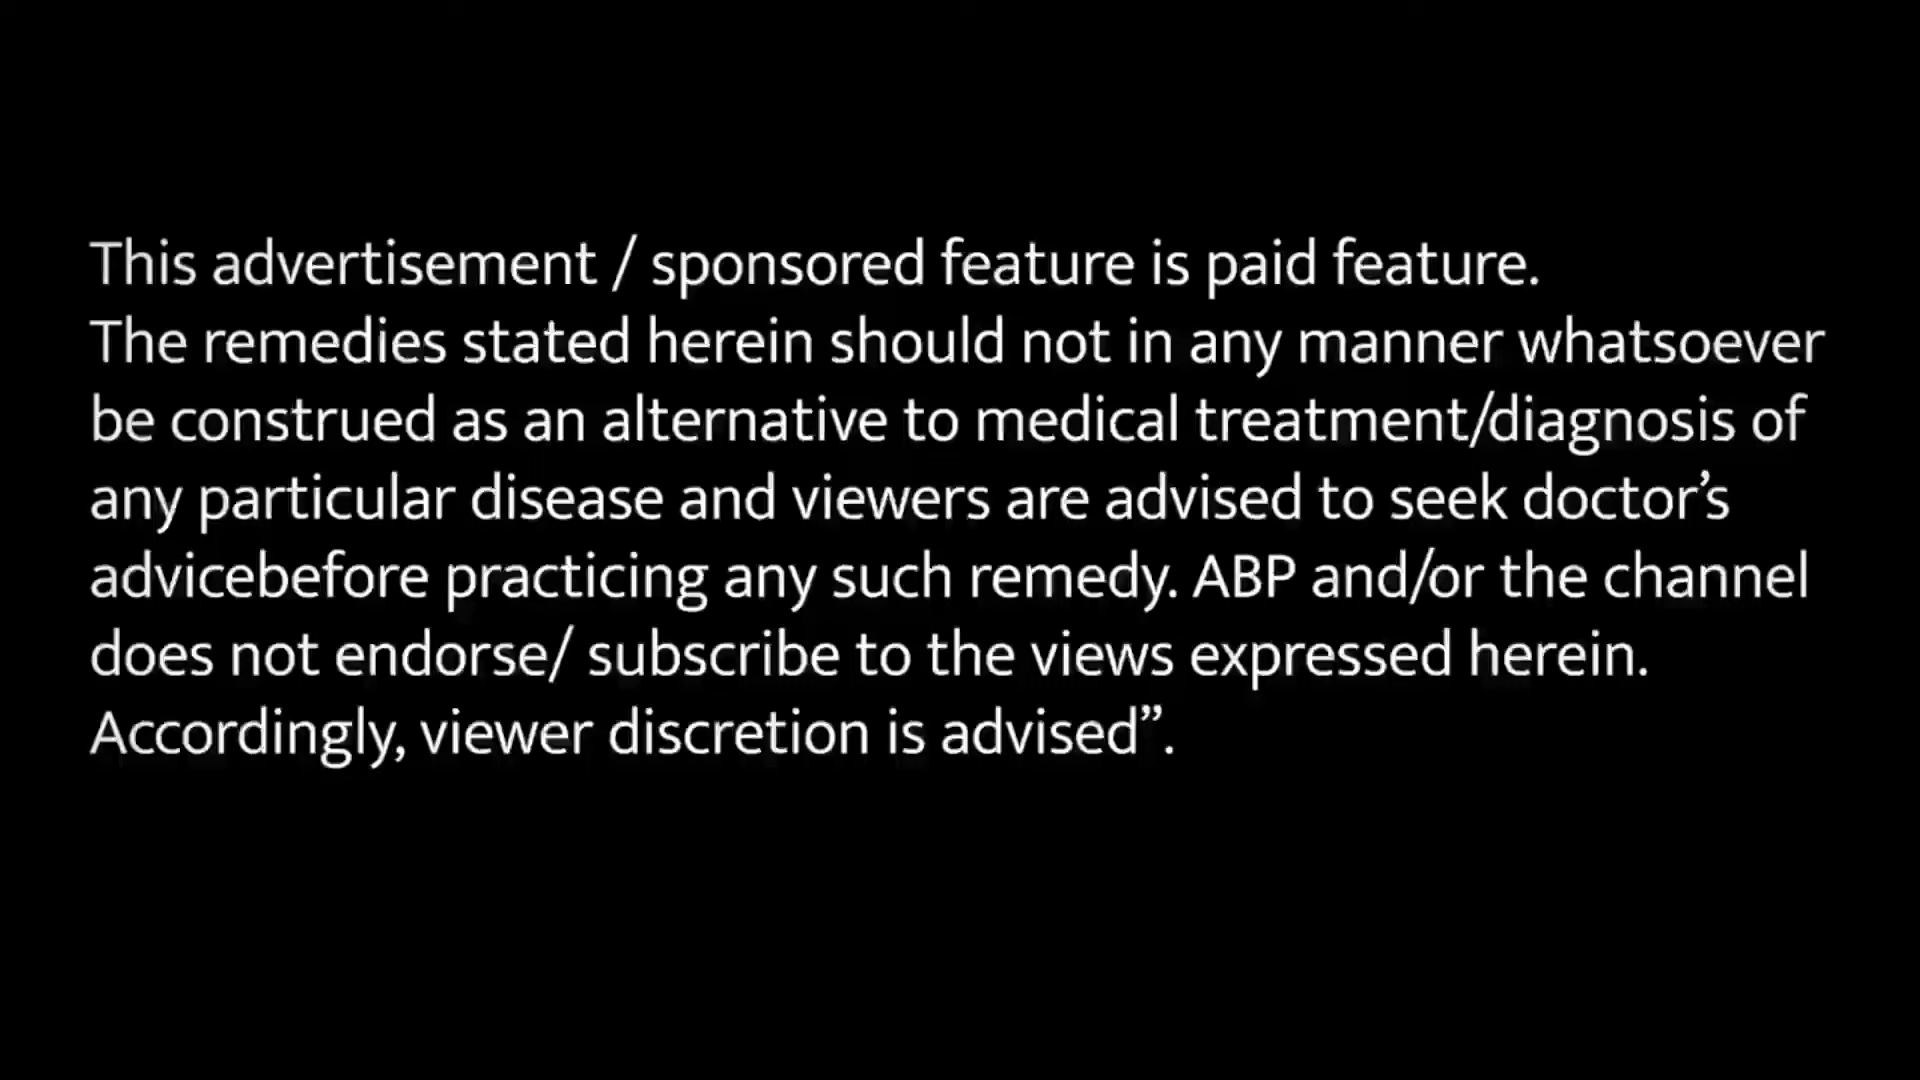 This advertisement / sponsored feature is paid feature.
The remedies stated herein should not in any manner whatsoever
be construed as an alternative to medical treatment/diagnosis of
any particular disease and viewers are advised to seek doctor’s
advicebefore practicing any such remedy. ABP and/or the channel
does not endorse/ subscribe to the views expressed herein.
Accordingly, viewer discretion is advised”.